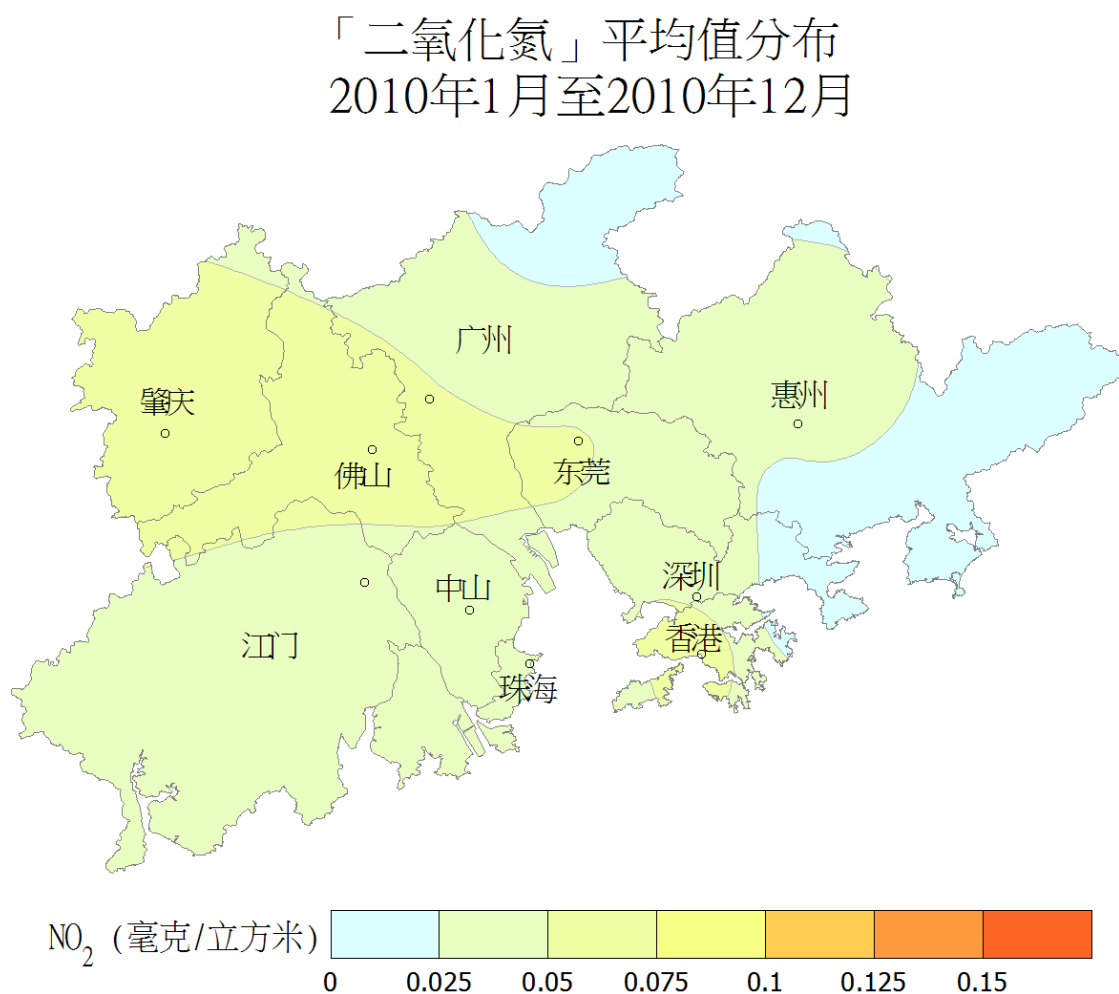 「二氧化氮」平均值分布
2010年1月至2010年12月
广州
惠州
肇庆
佛山
东莞
深圳
中山
香港
江门
珠海
NO₂ (毫克/立方米)
0 0.025 0.05 0.075 0.1 0.125 0.15